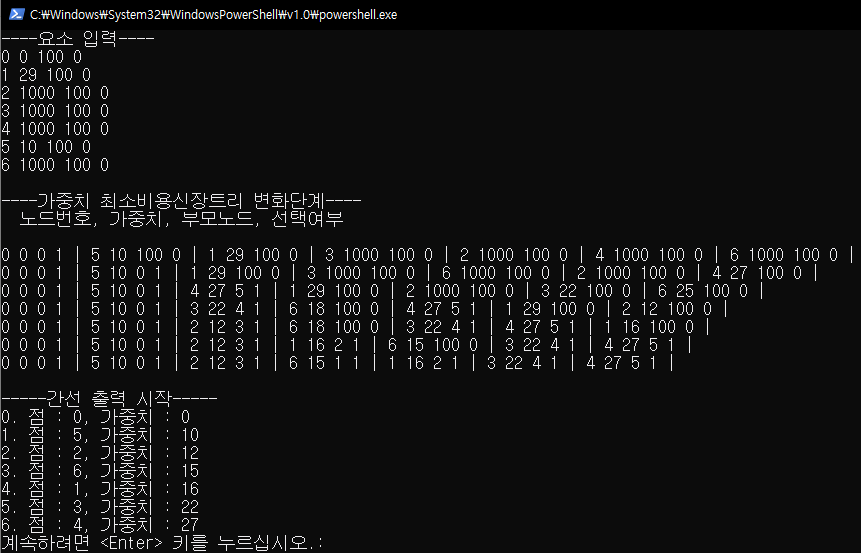 C:₩Windows₩System32₩WindowsPowerShell₩v1.0₩powershell.exe
----요소 입력----
0 0 100 0
1 29 100 0
2 1000 100 0
3 1000 100 0
4 1000 100 0
5 10 100 0
6 1000 100 0
----가중치 최소비용신장트리 변화단계----
노드번호, 가중치, 부모노드, 선택여부
0 0 0 1 | 5 10 100 0 | 1 29 100 0 | 3 1000 100 0 | 2 1000 100 0 | 4 1000 100 0 | 6 1000 100 0 |
0 0 0 1 | 5 10 0 1 | 1 29 100 0 | 3 1000 100 0 | 6 1000 100 0 | 2 1000 100 0 | 4 27 100 0 |
0 0 0 1 | 5 10 0 1 | 4 27 5 1 | 1 29 100 0 | 2 1000 100 0 | 3 22 100 0 | 6 25 100 0 |
0 0 0 1 | 5 10 0 1 | 3 22 4 1 | 6 18 100 0 | 4 27 5 1 | 1 29 100 0 | 2 12 100 0 |
0 0 0 1 | 5 10 0 1 | 2 12 3 1 | 6 18 100 0 | 3 22 4 1 | 4 27 5 1 | 1 16 100 0 |
0 0 0 1 | 5 10 0 1 | 2 12 3 1 | 1 16 2 1 | 6 15 100 0 | 3 22 4 1 | 4 27 5 1 |
0 0 0 1 | 5 10 0 1 | 2 12 3 1 | 6 15 1 1 | 1 16 2 1 | 3 22 4 1 | 4 27 5 1 |
-----간선 출력 시작-----
0. 점 : 0, 가중치 : 0
1. 점 : 5, 가중치 : 10
2. 점 : 2, 가중치 : 12
3. 점 : 6, 가중치 : 15
4. 점 : 1, 가중치 : 16
5. 점 : 3, 가중치 : 22
6. 점 : 4, 가중치 : 27
계속하려면 <Enter> 키를 누르십시오.: